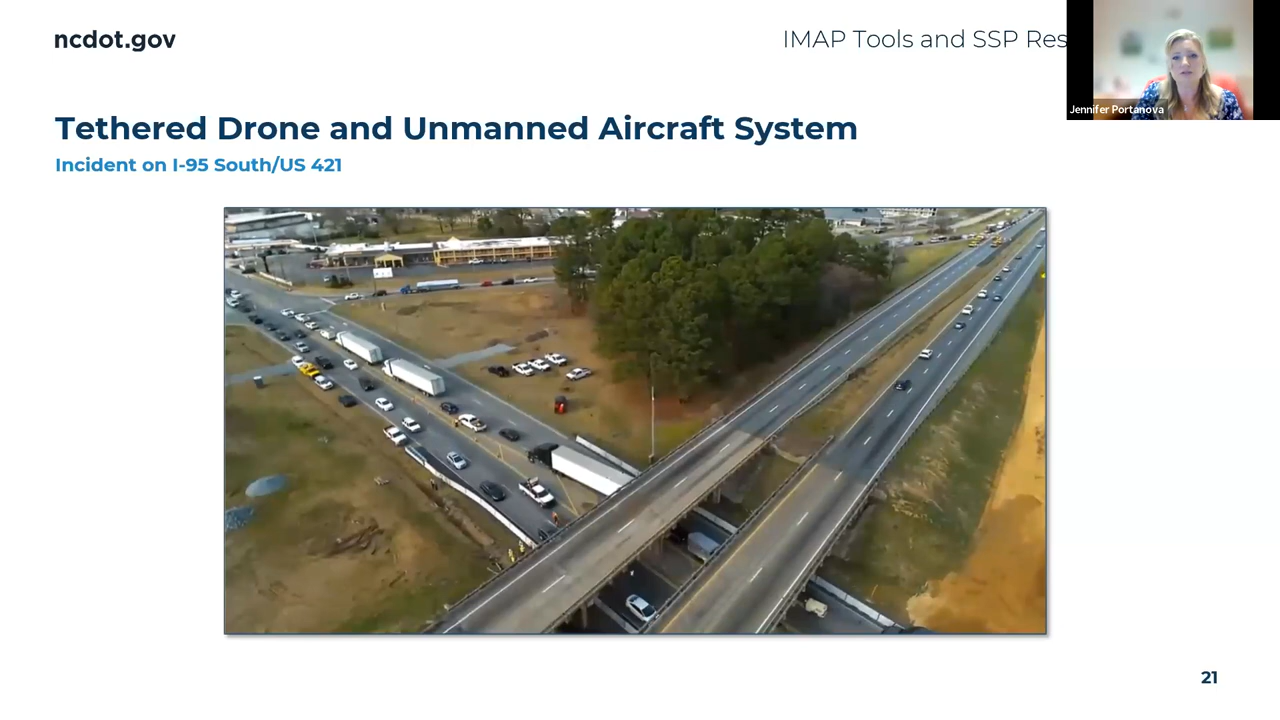 ncdot.gov
IMAP Tools and SSP Res
Jennifer Portanova
Tethered Drone and Unmanned Aircraft System
Incident on I-95 South/US 421
21